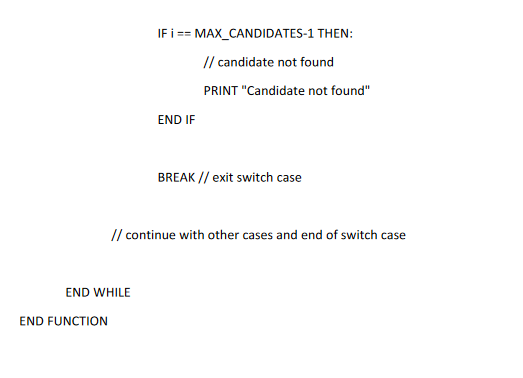 IF i == MAX_CANDIDATES-1 THEN:
// candidate not found
PRINT "Candidate not found"
END IF
BREAK // exit switch case
// continue with other cases and end of switch case
END WHILE
END FUNCTION